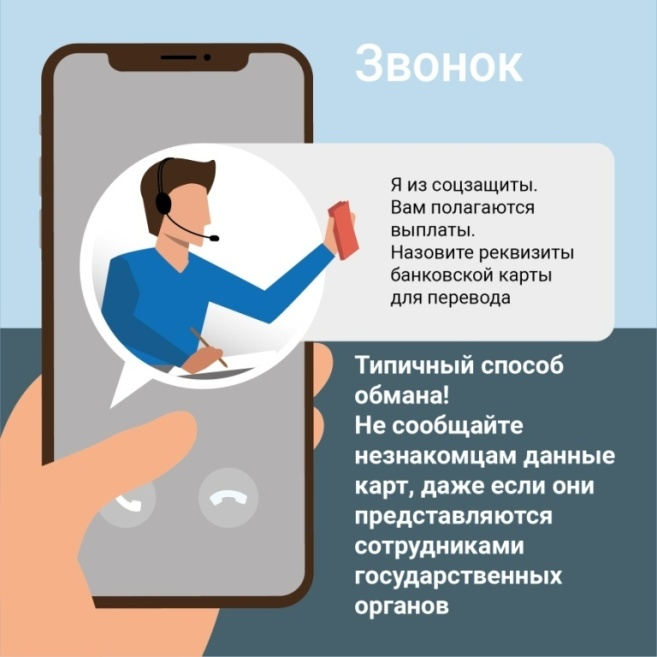 Звонок
Я из соцзащиты.
Вам полагаются
выплаты.
Назовите реквизиты
банковской карты
для перевода
Типичный способ
обмана!
Не сообщайте
незнакомцам данные
карт, даже если они
представляются
сотрудниками
государственных
органов